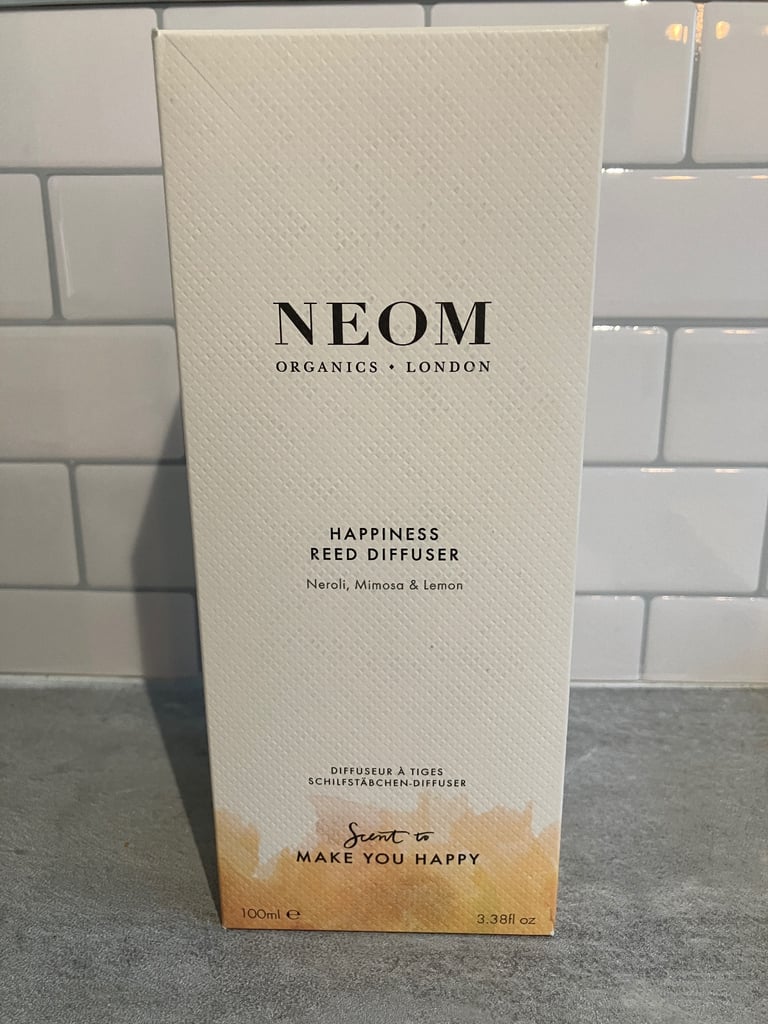 NEOM
ORGANICS • LONDON
HAPPINESS
REED DIFFUSER
Neroli, Mimosa & Lemon
DIFFUSEUR À TIGES
SCHILFSTÄBCHEN-DIFFUSER
Scent to
MAKE YOU HAPPY
100ml ℮
3.38fl oz